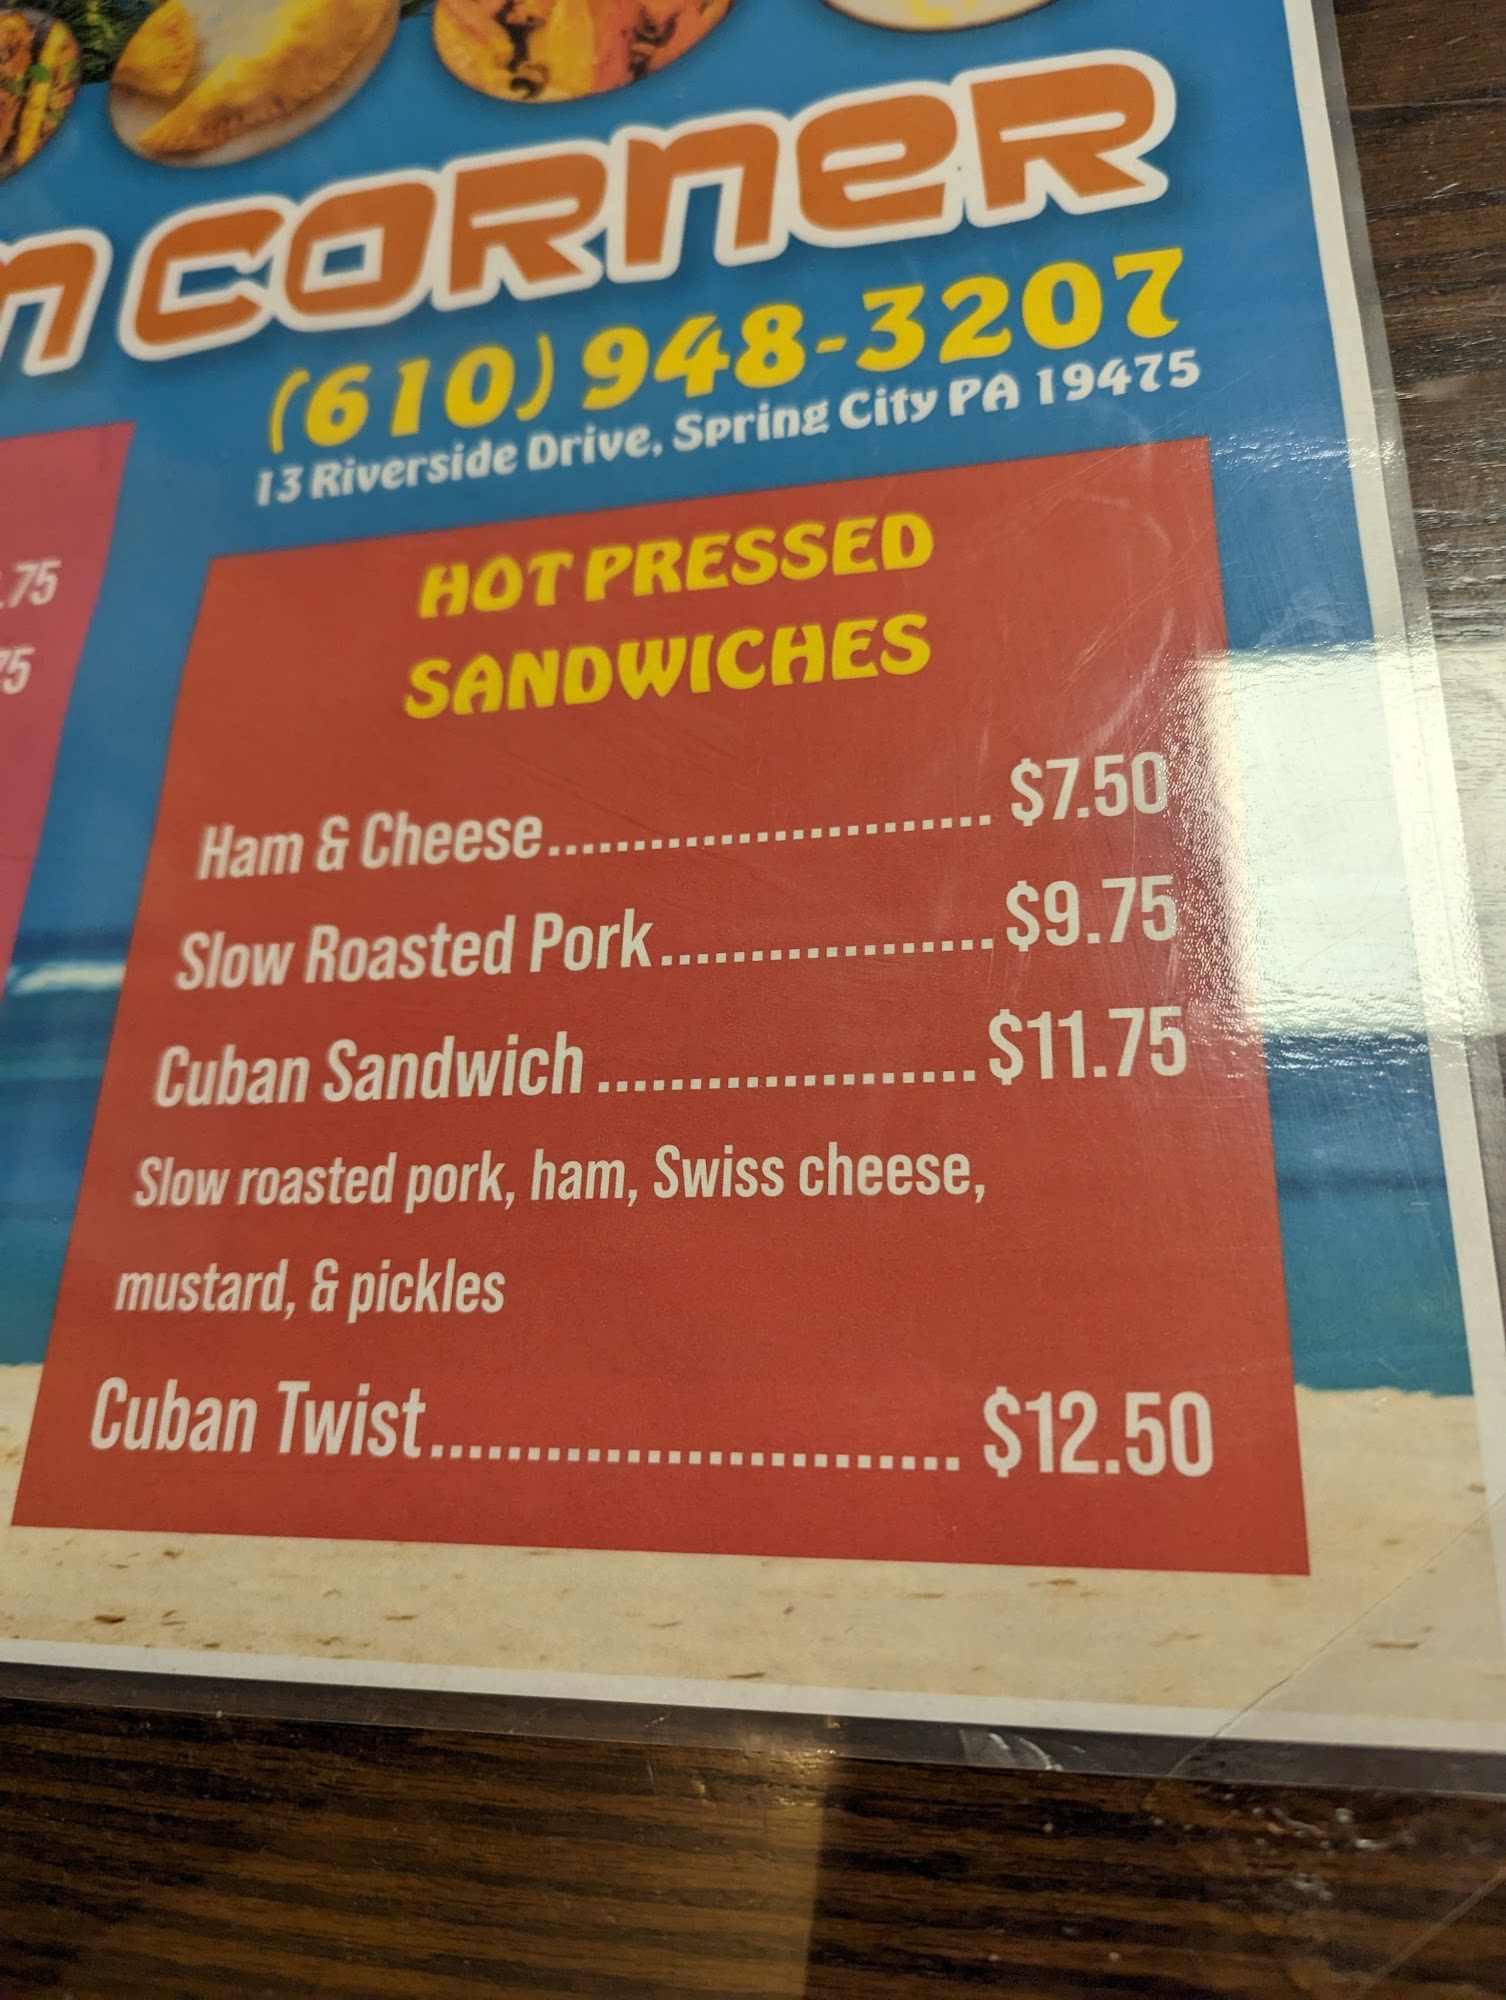 CORNER
(610) 948-3207
13 Riverside Drive, Spring City PA 19475
.75
75
HOT PRESSED
SANDWICHES
Ham & Cheese........................ $7.50
Slow Roasted Pork................... $9.75
Cuban Sandwich ..................... $11.75
Slow roasted pork, ham, Swiss cheese,
mustard, & pickles
Cuban Twist............................ $12.50